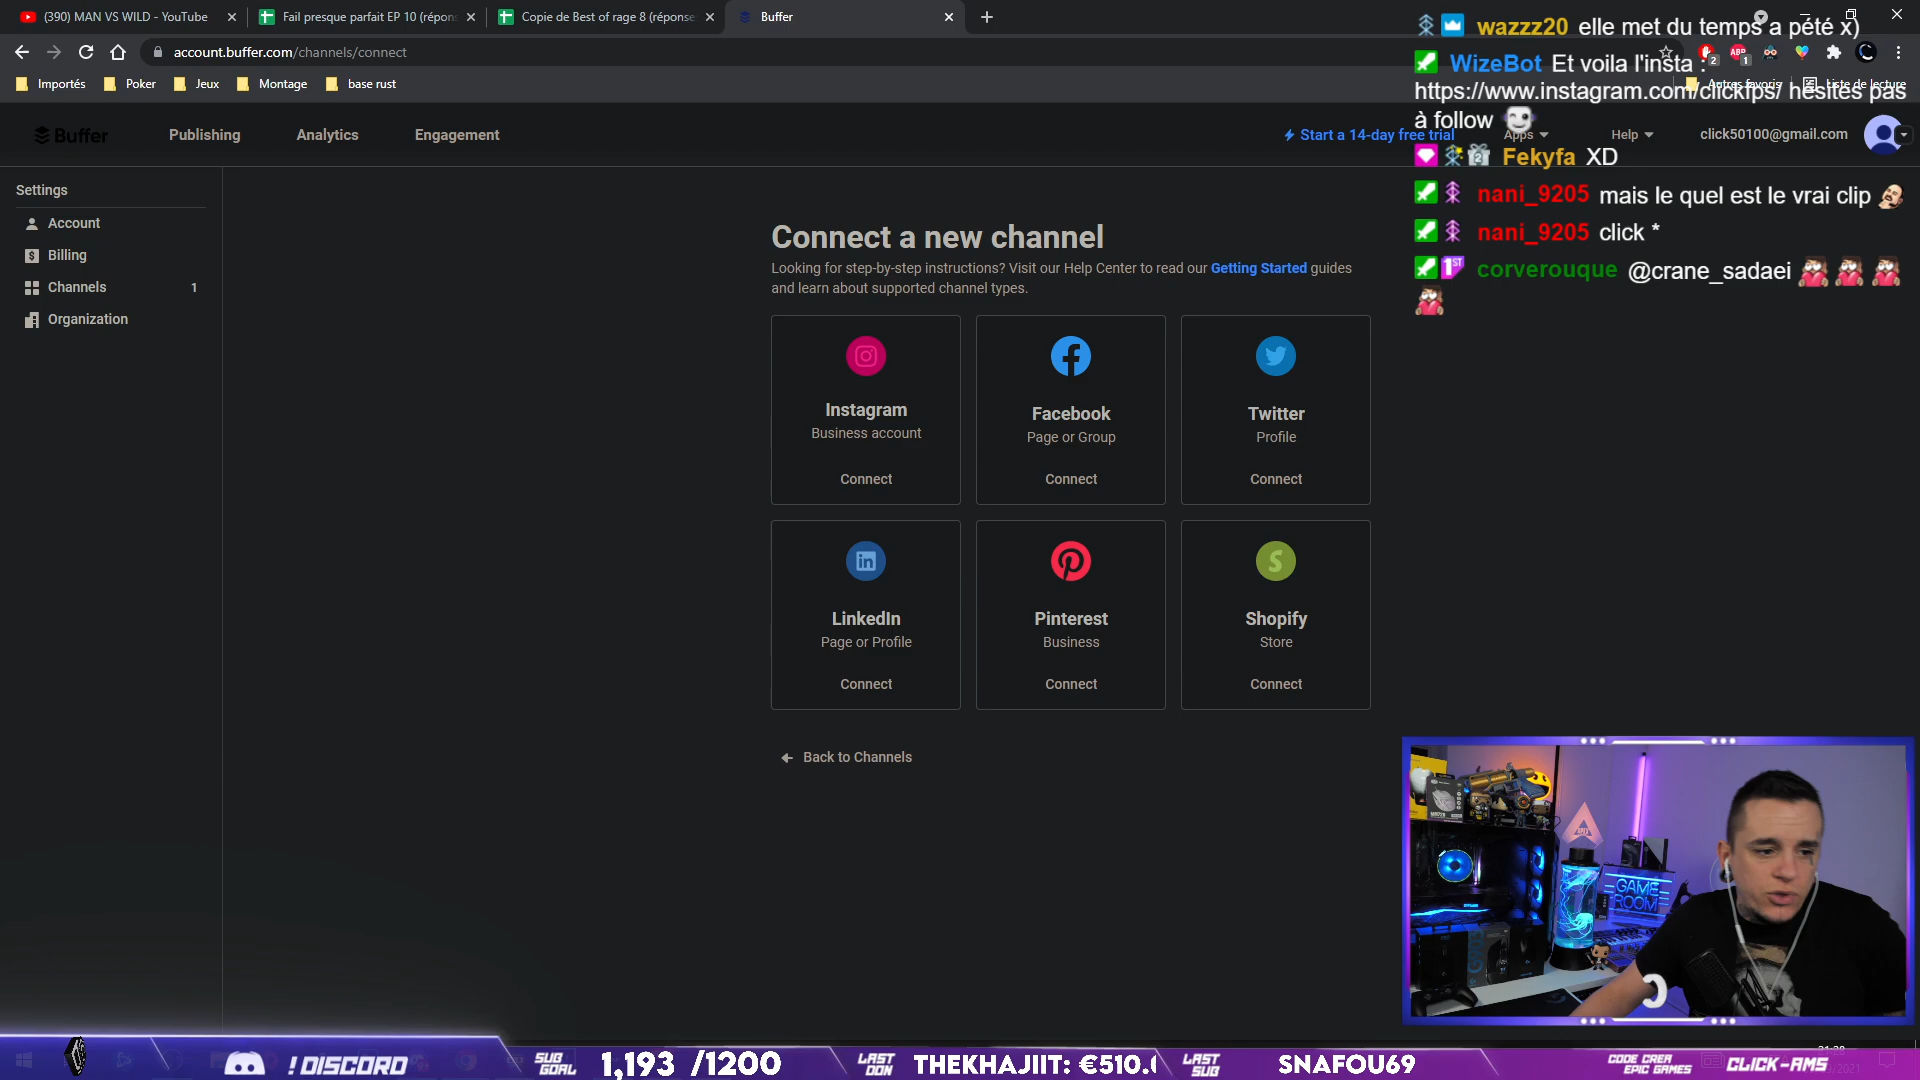 (390) MAN VS WILD - YouTube
Fail presque parfait EP 10 (répons
Copie de Best of rage 8 (réponse
Buffer
account.buffer.com/channels/connect
Importés
Poker
Jeux
Montage
base rust
Autres favoris
Liste de lecture
wazzz20 elle met du temps a pété x)
WizeBot Et voila l'insta :
https://www.instagram.com/clickfps/ hésites pas
à follow
Fekyfa XD
nani_9205 mais le quel est le vrai clip
nani_9205 click *
corverouque @crane_sadaei
Buffer
Publishing
Analytics
Engagement
Start a 14-day free trial
Apps
Help
click50100@gmail.com
Settings
Account
Billing
Channels 1
Organization
Connect a new channel
Looking for step-by-step instructions? Visit our Help Center to read our Getting Started guides
and learn about supported channel types.
Instagram
Business account
Connect
Facebook
Page or Group
Connect
Twitter
Profile
Connect
LinkedIn
Page or Profile
Connect
Pinterest
Business
Connect
Shopify
Store
Connect
Back to Channels
GAME
ROOM
! DISCORD
SUB
GOAL
1,193 /1200
LAST
DON
THEKHAJIIT: €510.
LAST
SUB
SNAFOU69
CODE CREA
EPIC GAMES
CLICK-AMS